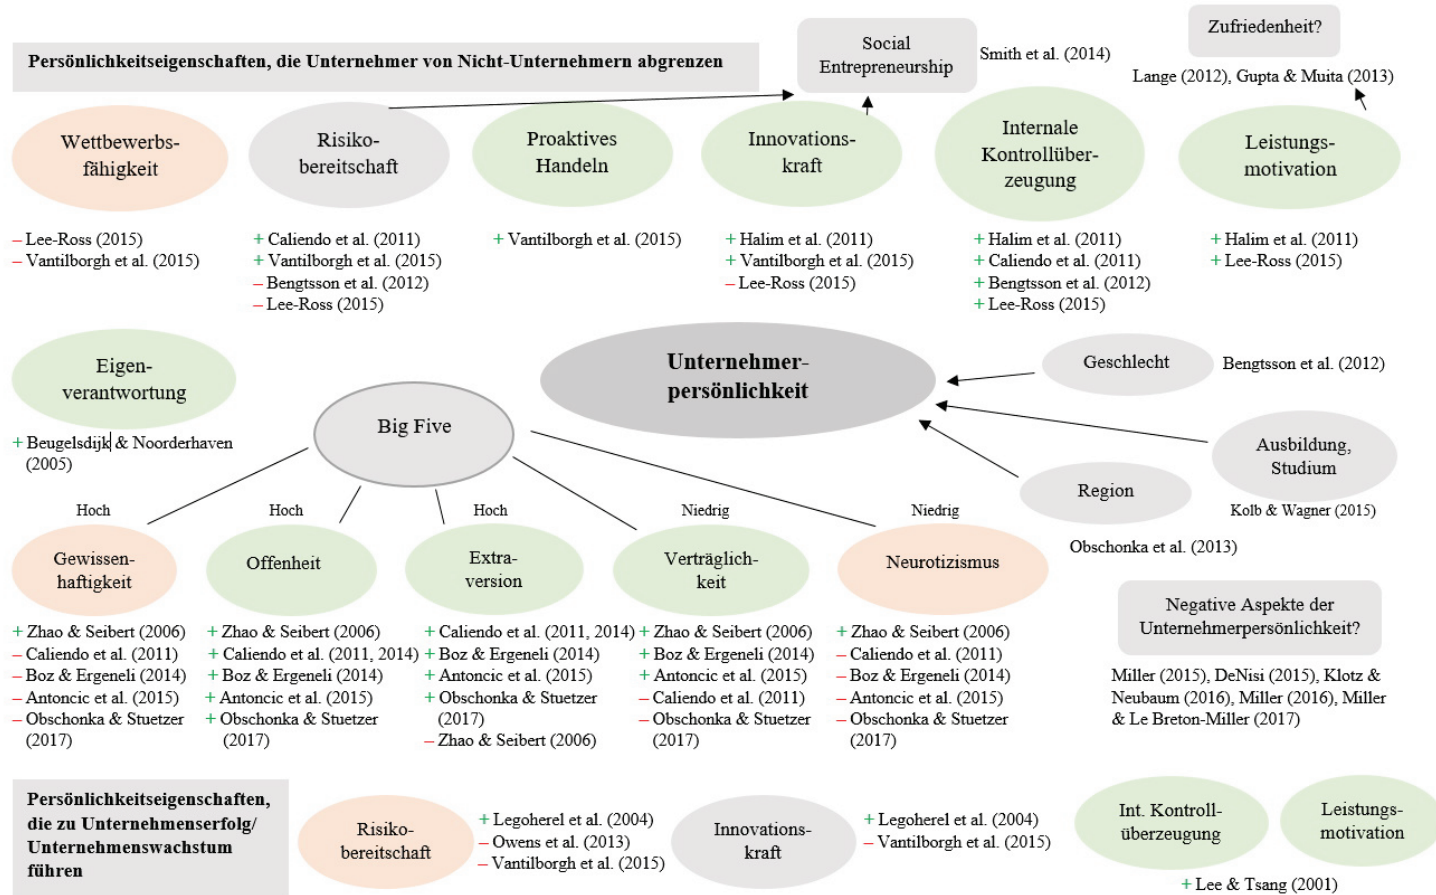 Persönlichkeitseigenschaften, die Unternehmer von Nicht-Unternehmern abgrenzen
Social
Entrepreneurship
Smith et al. (2014)
Zufriedenheit?
Lange (2012), Gupta & Muita (2013)
Wettbewerbs-
fähigkeit
– Lee-Ross (2015)
– Vantilborgh et al. (2015)
Risiko-
bereitschaft
+ Caliendo et al. (2011)
+ Vantilborgh et al. (2015)
– Bengtsson et al. (2012)
– Lee-Ross (2015)
Proaktives
Handeln
+ Vantilborgh et al. (2015)
Innovations-
kraft
+ Halim et al. (2011)
+ Vantilborgh et al. (2015)
– Lee-Ross (2015)
Internale
Kontrollüber-
zeugung
+ Halim et al. (2011)
+ Caliendo et al. (2011)
+ Bengtsson et al. (2012)
+ Lee-Ross (2015)
Leistungs-
motivation
+ Halim et al. (2011)
+ Lee-Ross (2015)
Eigen-
verantwortung
+ Beugelsdijk & Noorderhaven
(2005)
Big Five
Unternehmer-
persönlichkeit
Geschlecht
Bengtsson et al. (2012)
Ausbildung,
Studium
Kolb & Wagner (2015)
Region
Obschonka et al. (2013)
Hoch
Gewissen-
haftigkeit
+ Zhao & Seibert (2006)
– Caliendo et al. (2011)
– Boz & Ergeneli (2014)
– Antoncic et al. (2015)
– Obschonka & Stuetzer
(2017)
Hoch
Offenheit
+ Zhao & Seibert (2006)
+ Caliendo et al. (2011, 2014)
+ Boz & Ergeneli (2014)
+ Antoncic et al. (2015)
+ Obschonka & Stuetzer
(2017)
Hoch
Extra-
version
+ Caliendo et al. (2011, 2014)
+ Boz & Ergeneli (2014)
+ Antoncic et al. (2015)
+ Obschonka & Stuetzer
(2017)
– Zhao & Seibert (2006)
Niedrig
Verträglich-
keit
+ Zhao & Seibert (2006)
+ Boz & Ergeneli (2014)
+ Antoncic et al. (2015)
– Caliendo et al. (2011)
– Obschonka & Stuetzer
(2017)
Niedrig
Neurotizismus
+ Zhao & Seibert (2006)
– Caliendo et al. (2011)
– Boz & Ergeneli (2014)
– Antoncic et al. (2015)
– Obschonka & Stuetzer
(2017)
Negative Aspekte der
Unternehmerpersönlichkeit?
Miller (2015), DeNisi (2015), Klotz &
Neubaum (2016), Miller (2016), Miller
& Le Breton-Miller (2017)
Persönlichkeitseigenschaften,
die zu Unternehmenserfolg/
Unternehmenswachstum
führen
Risiko-
bereitschaft
+ Legoherel et al. (2004)
– Owens et al. (2013)
– Vantilborgh et al. (2015)
Innovations-
kraft
+ Legoherel et al. (2004)
– Vantilborgh et al. (2015)
Int. Kontroll-
überzeugung
Leistungs-
motivation
+ Lee & Tsang (2001)